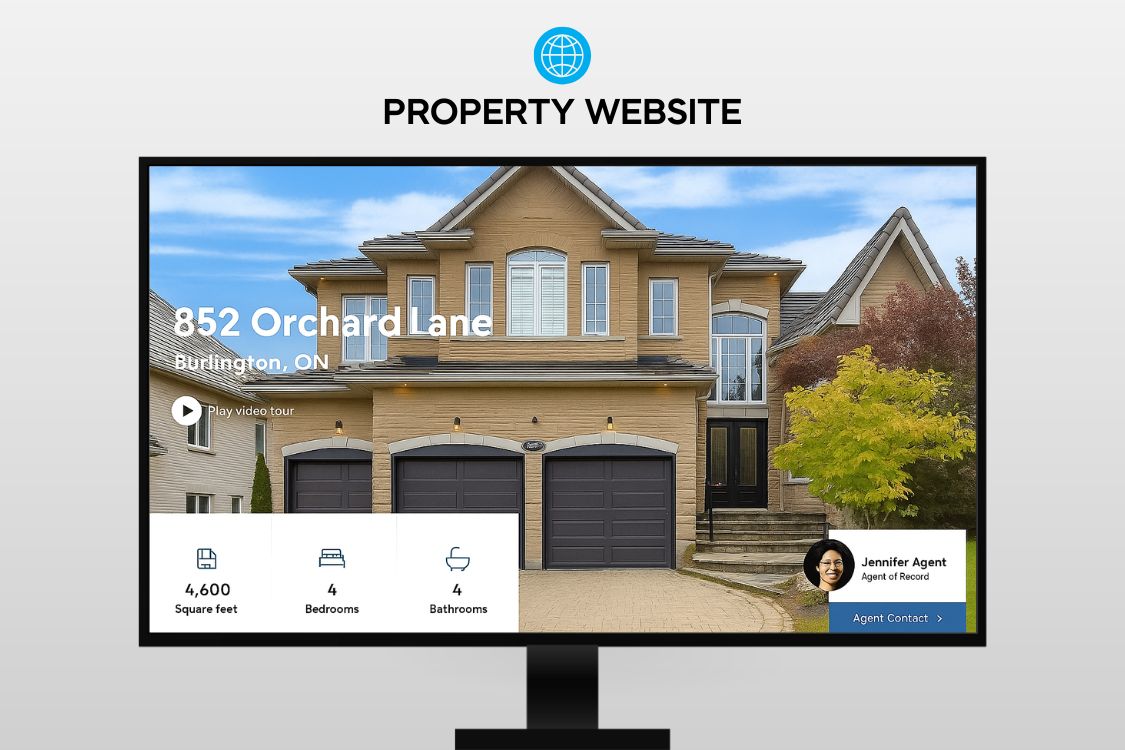 PROPERTY WEBSITE
852 Orchard Lane
Burlington, ON
Play video tour
4,600
Square feet
4
Bedrooms
4
Bathrooms
Jennifer Agent
Agent of Record
Agent Contact >